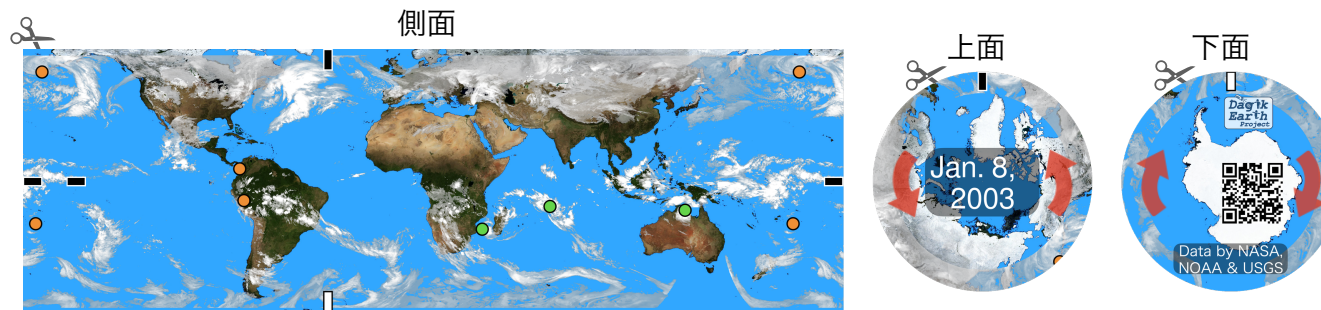 側面
上面
下面
Jan. 8,
2003
Dagik
Earth
Project
Data by NASA,
NOAA & USGS